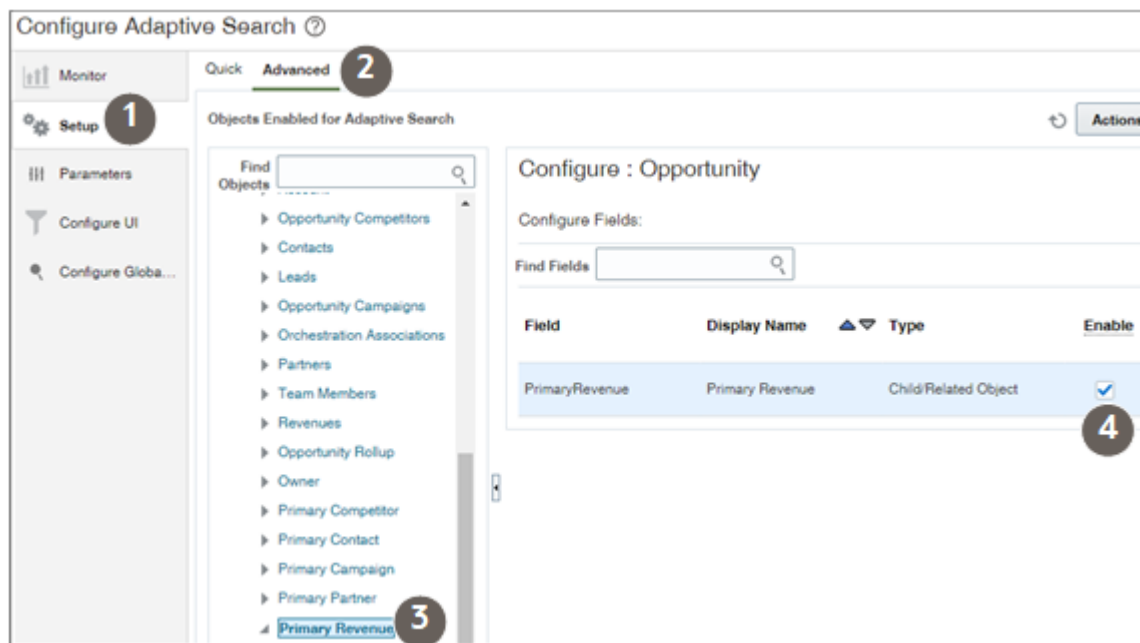 Configure Adaptive Search ?
Monitor
Setup
1
Parameters
Configure UI
Configure Globa...
Quick
Advanced
2
Objects Enabled for Adaptive Search
Actions
Find
Objects
Opportunity Competitors
Contacts
Leads
Opportunity Campaigns
Orchestration Associations
Partners
Team Members
Revenues
Opportunity Rollup
Owner
Primary Competitor
Primary Contact
Primary Campaign
Primary Partner
Primary Revenue
3
Configure : Opportunity
Configure Fields:
Find Fields
Field Display Name Type Enable
PrimaryRevenue Primary Revenue Child/Related Object
4